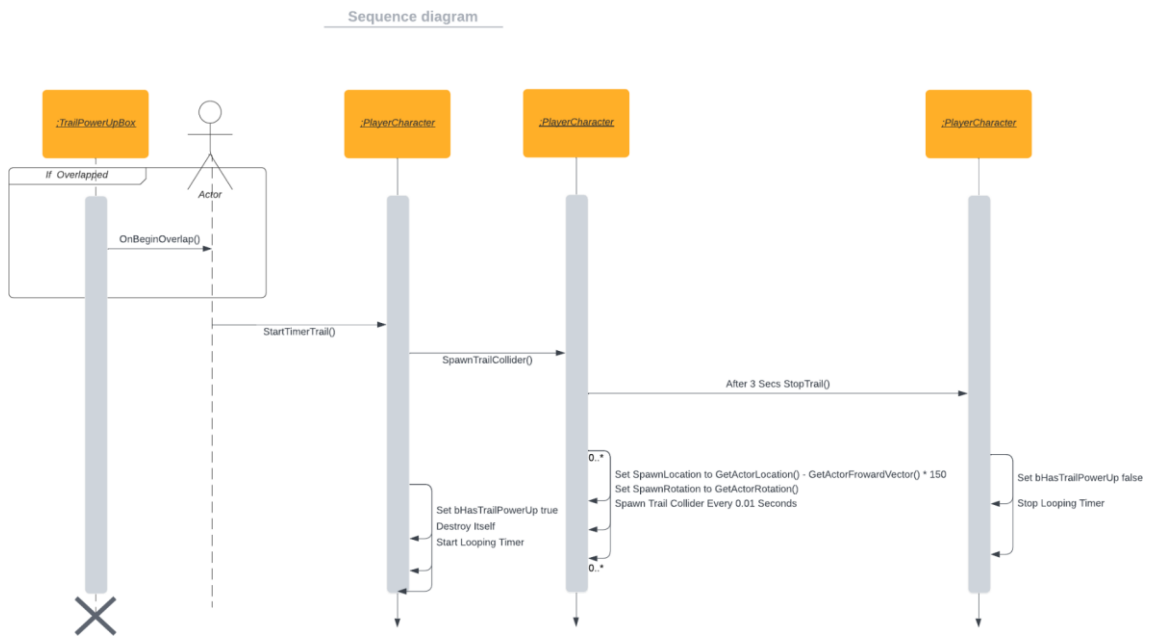 Sequence diagram
;TrailPowerUpBox
;PlayerCharacter
;PlayerCharacter
;PlayerCharacter
If Overlapped
Actor
OnBeginOverlap()
StartTimerTrail()
SpawnTrailCollider()
After 3 Secs StopTrail()
0..*
Set SpawnLocation to GetActorLocation() - GetActorFrowardVector() * 150
Set SpawnRotation to GetActorRotation()
Spawn Trail Collider Every 0.01 Seconds
0..*
Set bHasTrailPowerUp false
Stop Looping Timer
Set bHasTrailPowerUp true
Destroy Itself
Start Looping Timer